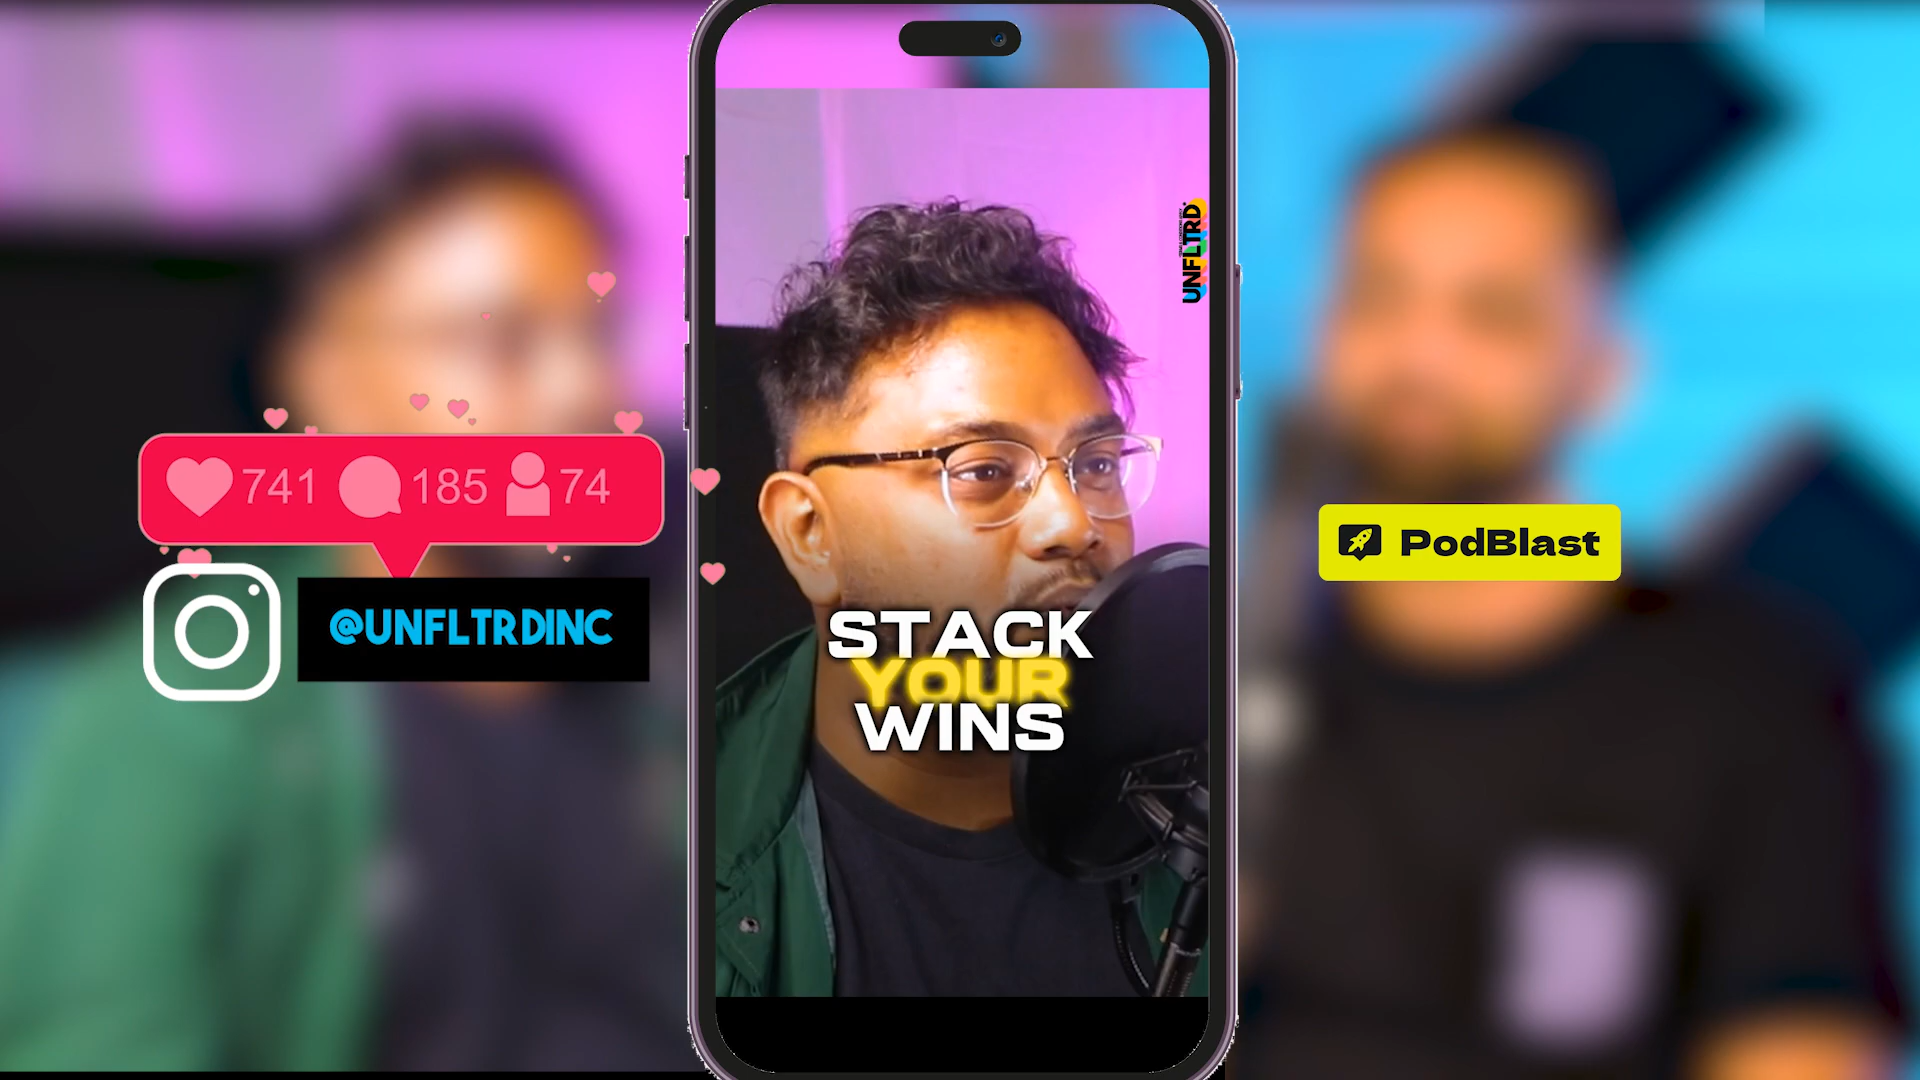 741 185 74
@UNFLTRDINC
UNFLTRD
STACK
YOUR
WINS
PodBlast